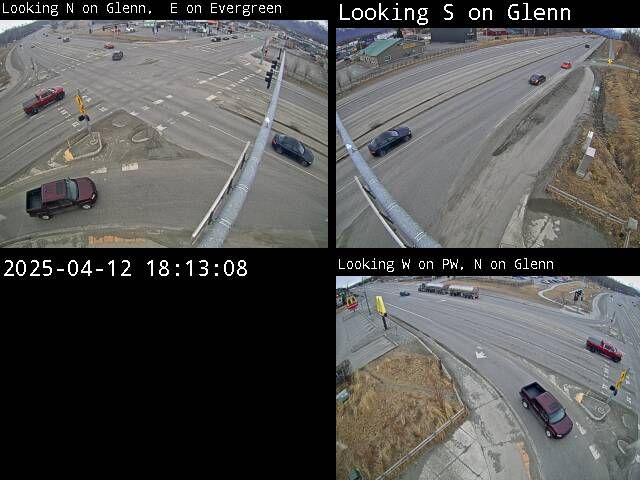 Looking N on Glenn,  E on Evergreen
Looking S on Glenn
2025-04-12 18:13:08
Looking W on PW, N on Glenn